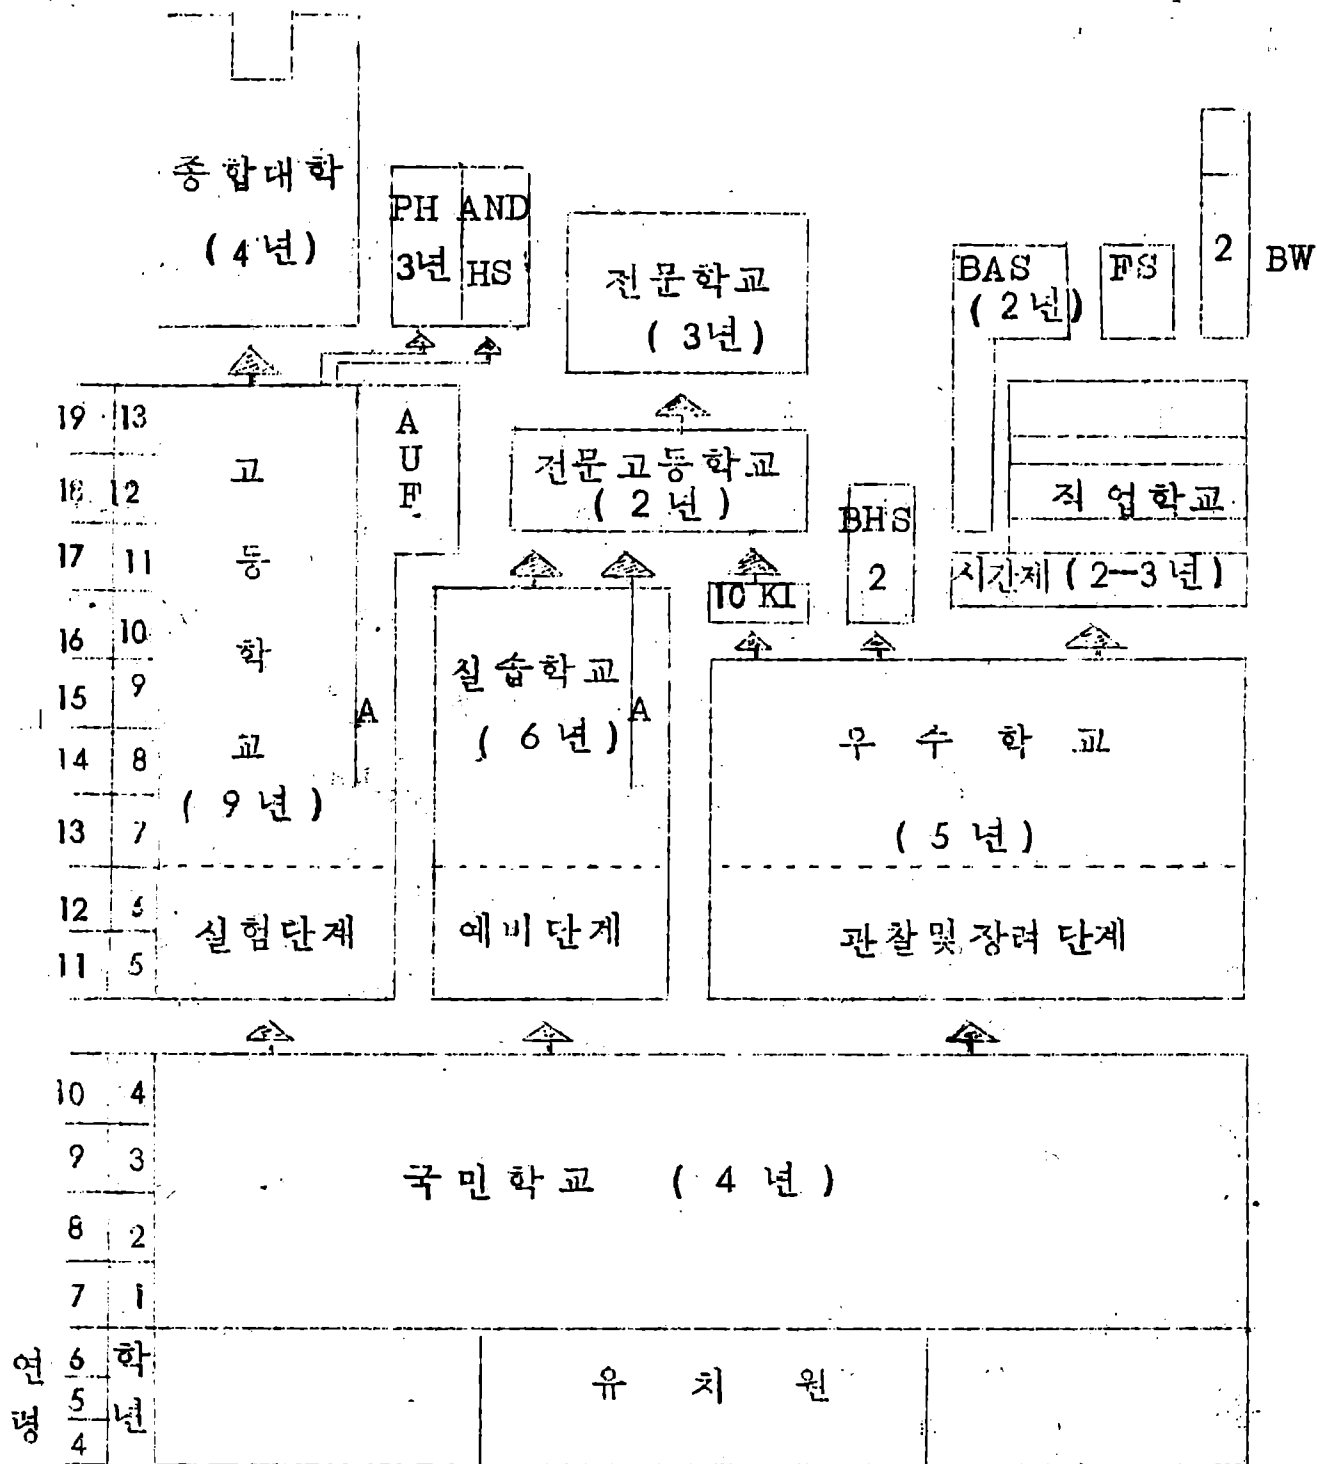 종합대학
(4년)
PH AND
3년 HS
전문학교
(3년)
BAS
(2년)
FS
2 BW
19 13
18 12
17 11
16 10
15 9
14 8
13 7
12 6
11 5
고
등
학
교
(9년)
A
U
F
A
전문고등학교
(2년)
BHS
2
직업학교
시간제 (2-3년)
10 KI
실습학교
(6년)
A
우수학교
(5년)
실험단계
예비단계
관찰및장려단계
10 4
9 3
8 2
7 1
국민학교 (4년)
6
5
4
학
년
유치원